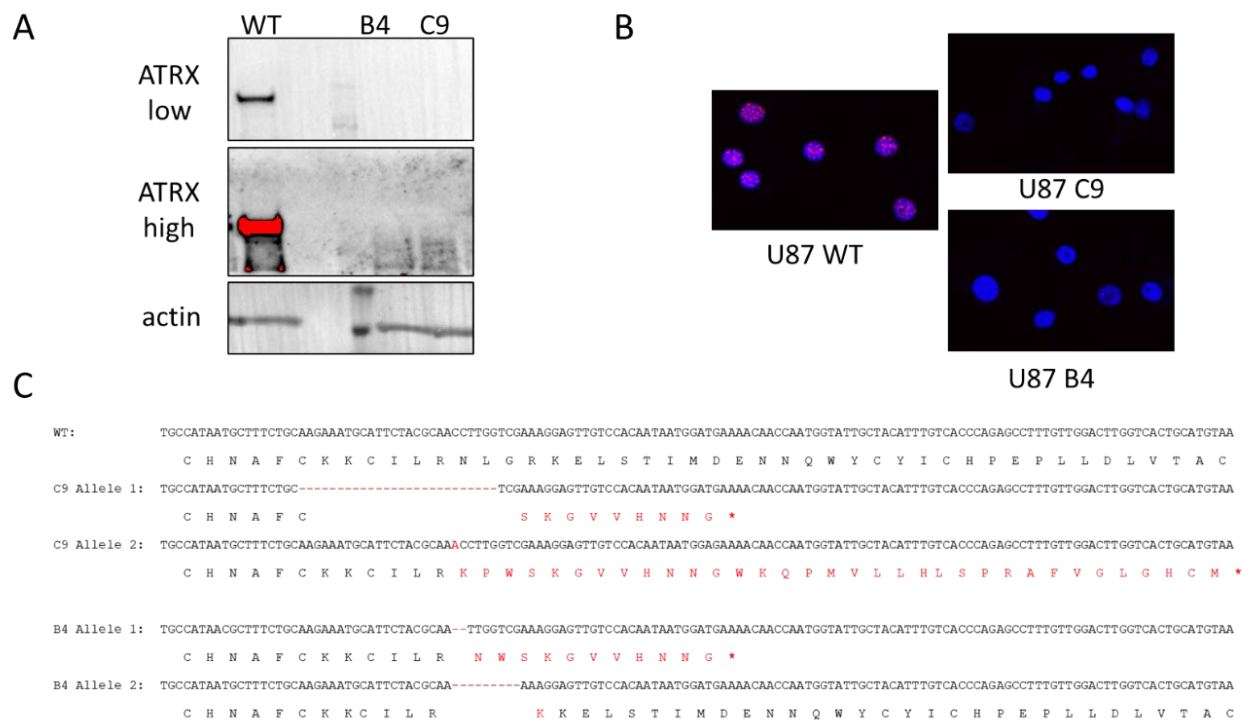 A
WT B4 C9
ATRX
low
ATRX
high
actin
B
U87 WT
U87 C9
U87 B4
C
WT: TGCCATAATGCTTTCTGCAAGAAATGCATTCTACGCAACCTTGGTCGAAAGGAGTTGTCCACAATAATGGATGAAAACAACCAATGGTATTGCTACATTTGTCACCCAGAGCCTTTGTTGGACTTGGTCACTGCATGTAA
C H N A F C K K C I L R N L G R K E L S T I M D E N N Q W Y C Y I C H P E P L L D L V T A C
C9 Allele 1: TGCCATAATGCTTTCTGC--------------------------TCGAAAGGAGTTGTCCACAATAATGGATGAAAACAACCAATGGTATTGCTACATTTGTCACCCAGAGCCTTTGTTGGACTTGGTCACTGCATGTAA
C H N A F C S K G V V H N N G *
C9 Allele 2: TGCCATAATGCTTTCTGCAAGAAATGCATTCTACGCAAACCTTGGTCGAAAGGAGTTGTCCACAATAATGGAGAAAACAACCAATGGTATTGCTACATTTGTCACCCAGAGCCTTTGTTGGACTTGGTCACTGCATGTAA
C H N A F C K K C I L R K P W S K G V V H N N G W K Q P M V L L H L S P R A F V G L G H C M *
B4 Allele 1: TGCCATAACGCTTTCTGCAAGAAATGCATTCTACGCAA--TTGGTCGAAAGGAGTTGTCCACAATAATGGATGAAAACAACCAATGGTATTGCTACATTTGTCACCCAGAGCCTTTGTTGGACTTGGTCACTGCATGTAA
C H N A F C K K C I L R N W S K G V V H N N G *
B4 Allele 2: TGCCATAATGCTTTCTGCAAGAAATGCATTCTACGCAA---------AAAGGAGTTGTCCACAATAATGGATGAAAACAACCAATGGTATTGCTACATTTGTCACCCAGAGCCTTTGTTGGACTTGGTCACTGCATGTAA
C H N A F C K K C I L R K K E L S T I M D E N N Q W Y C Y I C H P E P L L D L V T A C